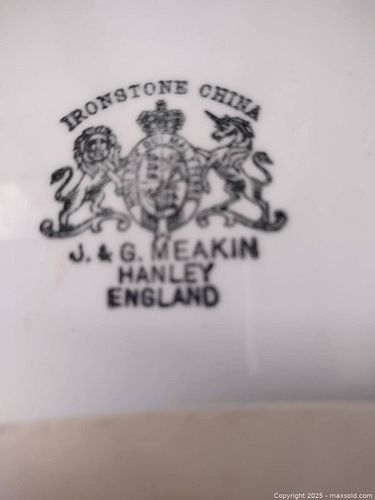 IRONSTONE CHINA
J. & G. MEAKIN
HANLEY
ENGLAND
Copyright © 2025 - maxsold.com